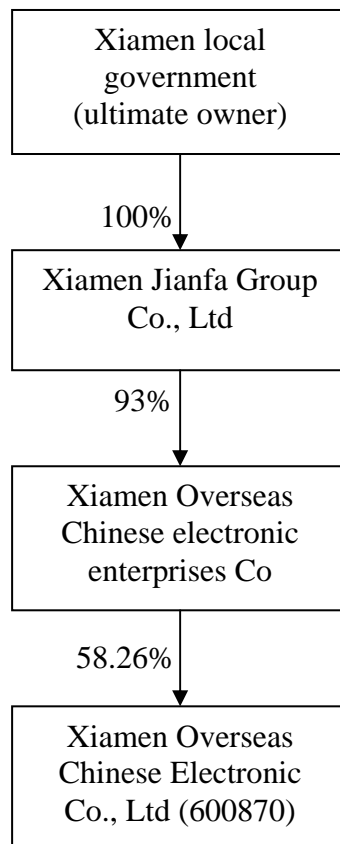 Xiamen local
government
(ultimate owner)
100%
Xiamen Jianfa Group
Co., Ltd
93%
Xiamen Overseas
Chinese electronic
enterprises Co
58.26%
Xiamen Overseas
Chinese Electronic
Co., Ltd (600870)